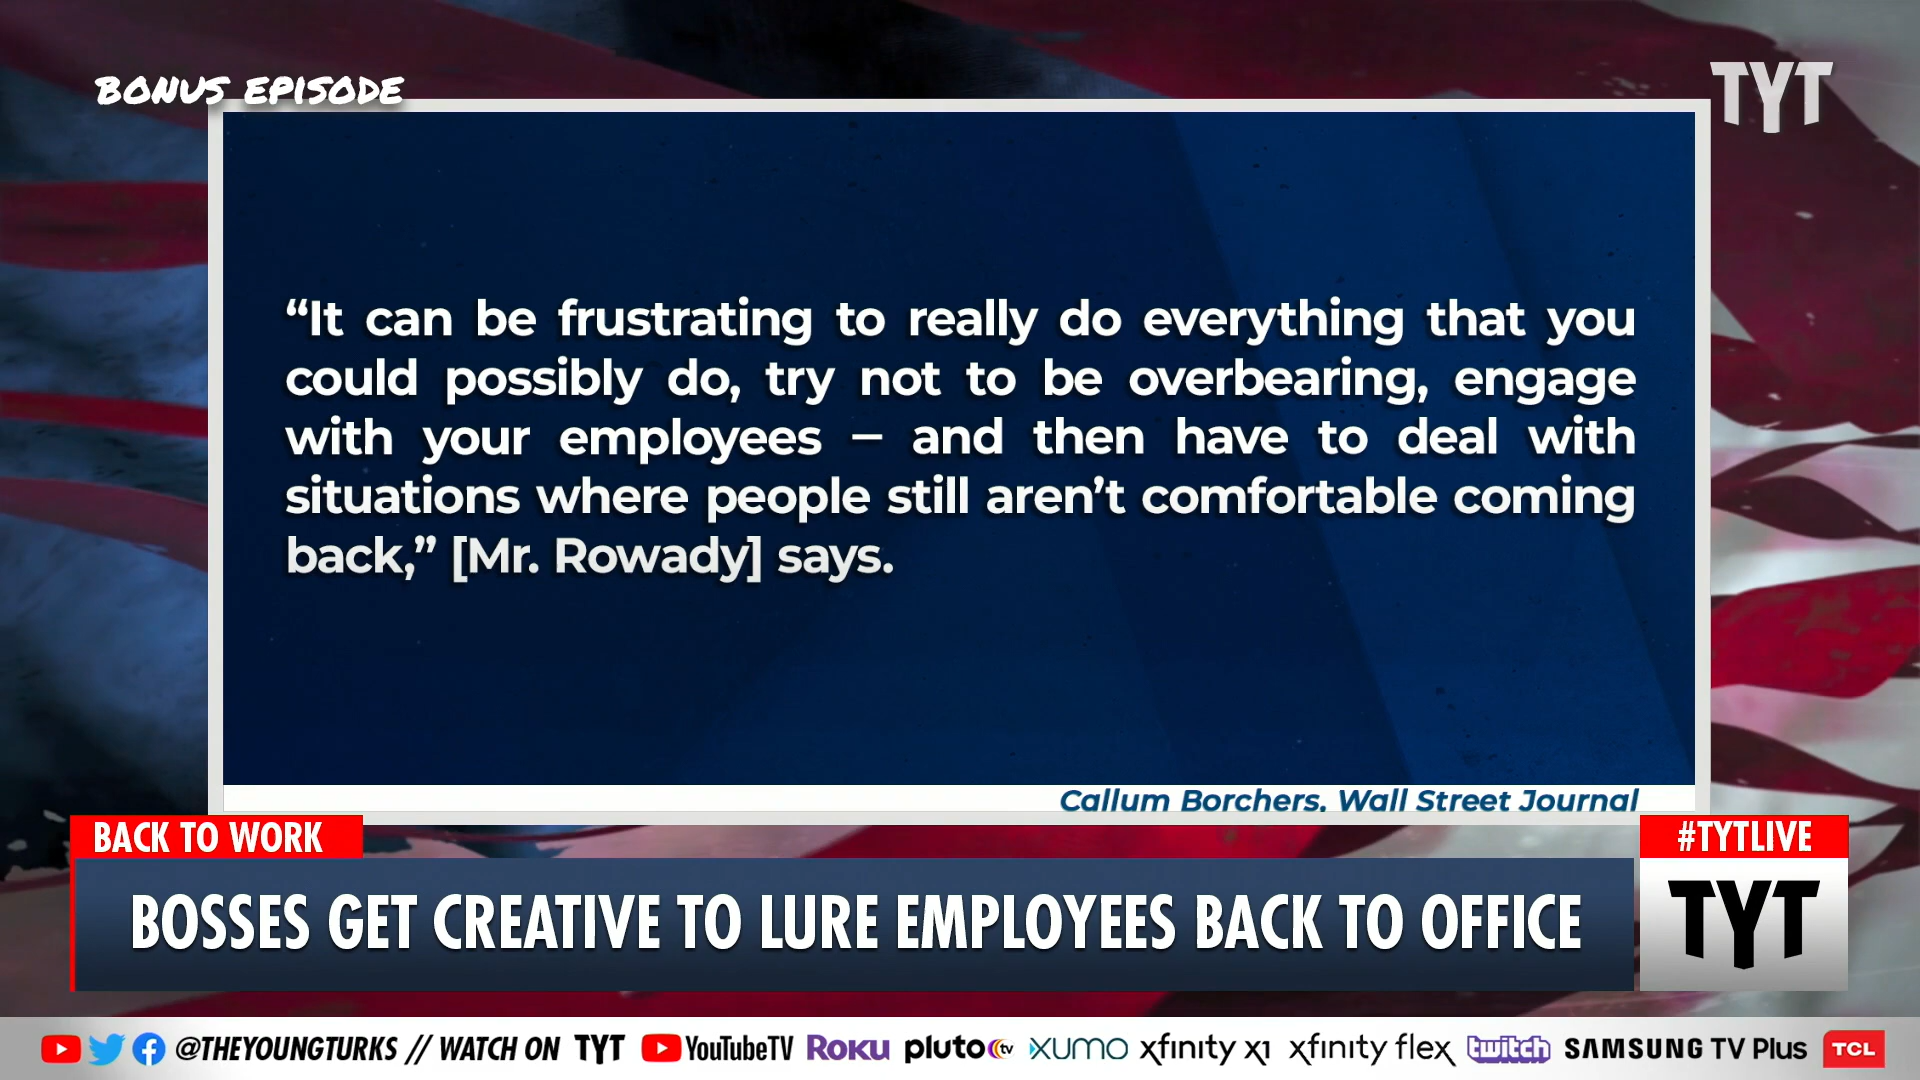 BONUS EPISODE
TYT
“It can be frustrating to really do everything that you
could possibly do, try not to be overbearing, engage
with your employees – and then have to deal with
situations where people still aren’t comfortable coming
back,” [Mr. Rowady] says.
Callum Borchers, Wall Street Journal
BACK TO WORK
#TYTLIVE
BOSSES GET CREATIVE TO LURE EMPLOYEES BACK TO OFFICE
TYT
@THEYOUNGTURKS // WATCH ON TYT YouTubeTV ROKU pluto tv XUMO xfinity x1 xfinity flex twitch SAMSUNG TV Plus TCL